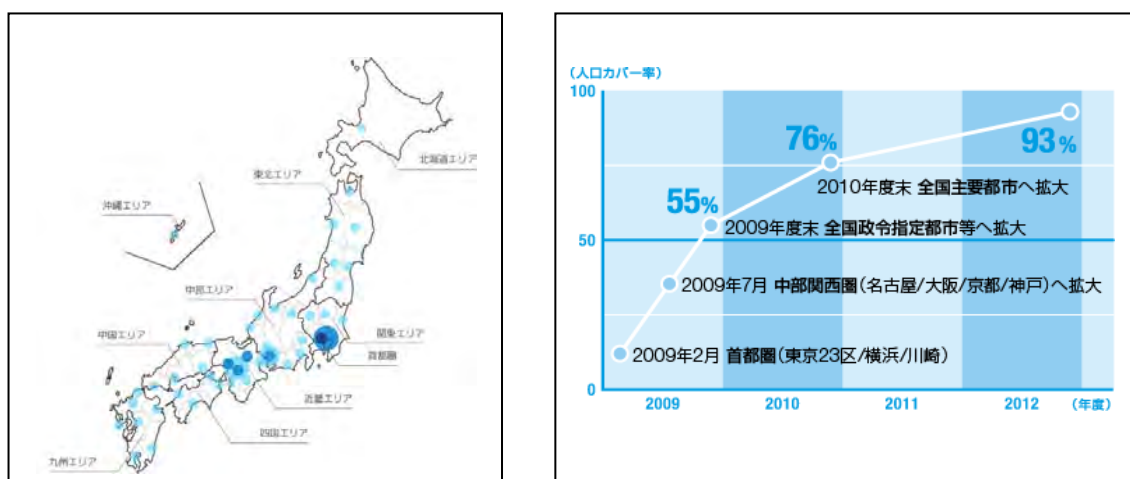 北海道エリア
東北エリア
沖縄エリア
中部エリア
中国エリア
関東エリア
首都圏
近畿エリア
四国エリア
九州エリア
(人口カバー率)
100
76%
93%
2010年度末 全国主要都市へ拡大
55%
2009年度末 全国政令指定都市等へ拡大
50
2009年7月 中部関西圏(名古屋/大阪/京都/神戸)へ拡大
2009年2月 首都圏(東京23区/横浜/川崎)
0
2009 2010 2011 2012 (年度)